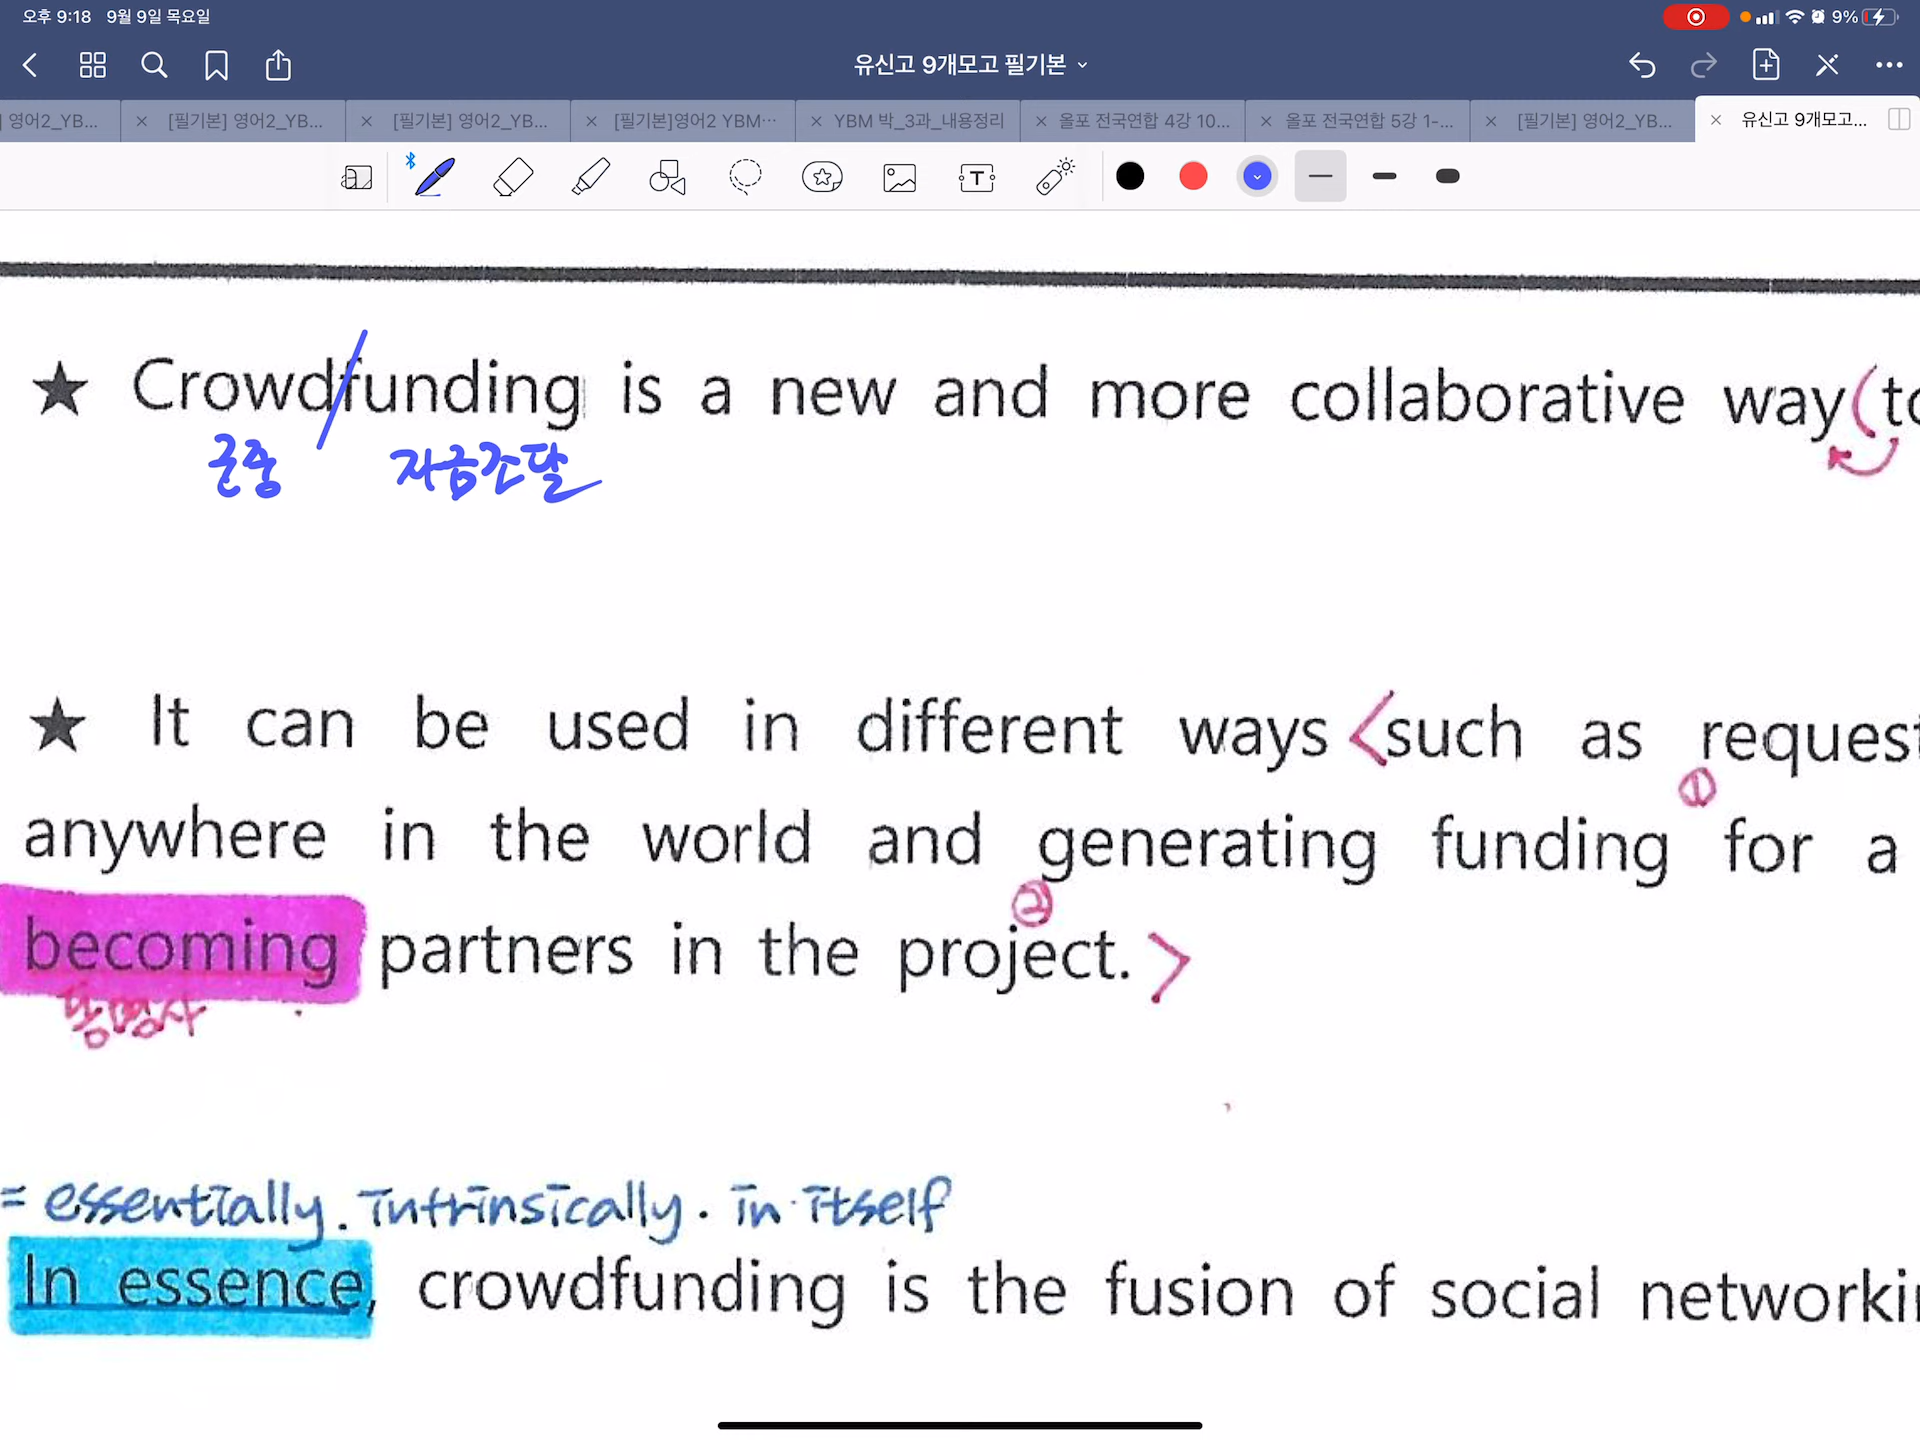 오후 9:18 9월 9일 목요일
9%
유신고 9개모고 필기본
영어2_YB... × [필기본] 영어2_YB... × [필기본] 영어2_YB... × [필기본]영어2 YBM... × YBM 박_3과_내용정리 × 올포 전국연합 4강 10... × 올포 전국연합 5강 1-... × [필기본] 영어2_YB... × 유신고 9개모고...
★ Crowdfunding is a new and more collaborative way (to
군중 자금조달
★ It can be used in different ways <such as request
①
anywhere in the world and generating funding for a
②
becoming partners in the project. >
동명사
= essentially. intrinsically. in itself
In essence, crowdfunding is the fusion of social networki